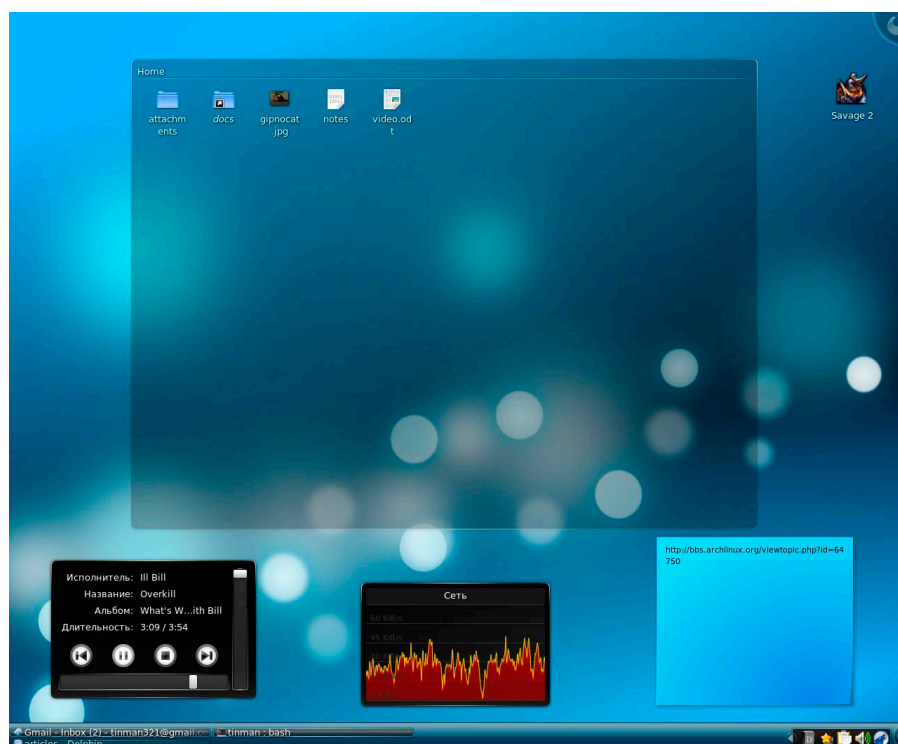 Home
attachm
ents
docs
gipnocat
.jpg
notes
video.od
t
Savage 2
http://bbs.archlinux.org/viewtopic.php?id=64
750
Исполнитель: Ill Bill
Название: Overkill
Альбом: What's W...ith Bill
Длительность: 3:09 / 3:54
Сеть
60 KiB/s
45 KiB/s
Gmail - Inbox (2) - tinman321@gmail.c
tinman : bash
articles - Dolphin